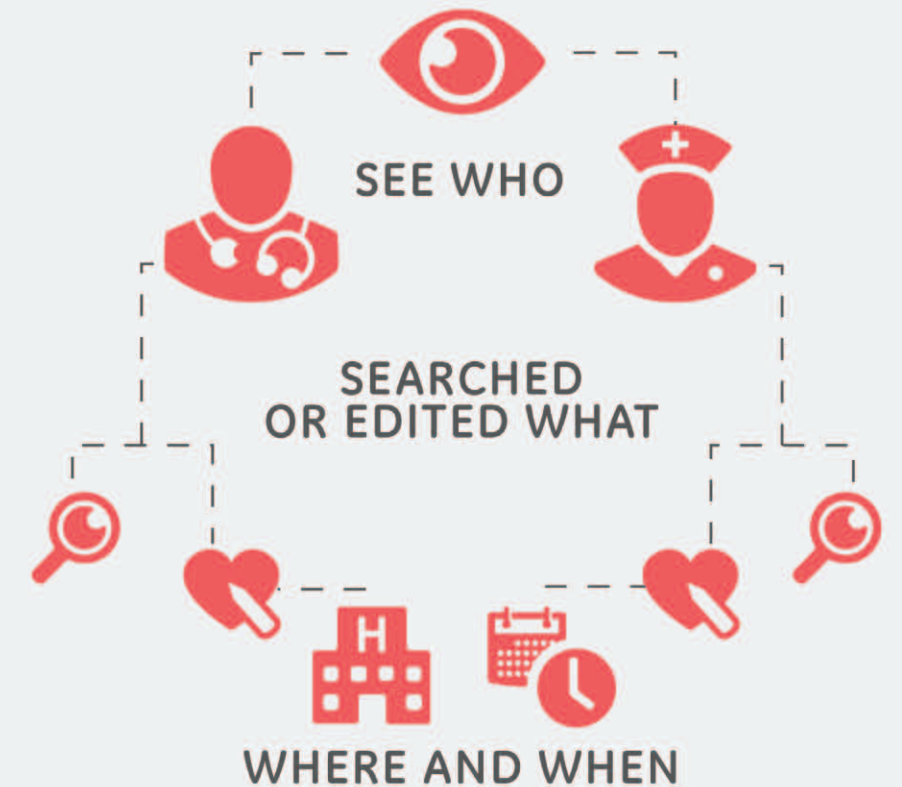 SEE WHO
SEARCHED
OR EDITED WHAT
H
WHERE AND WHEN